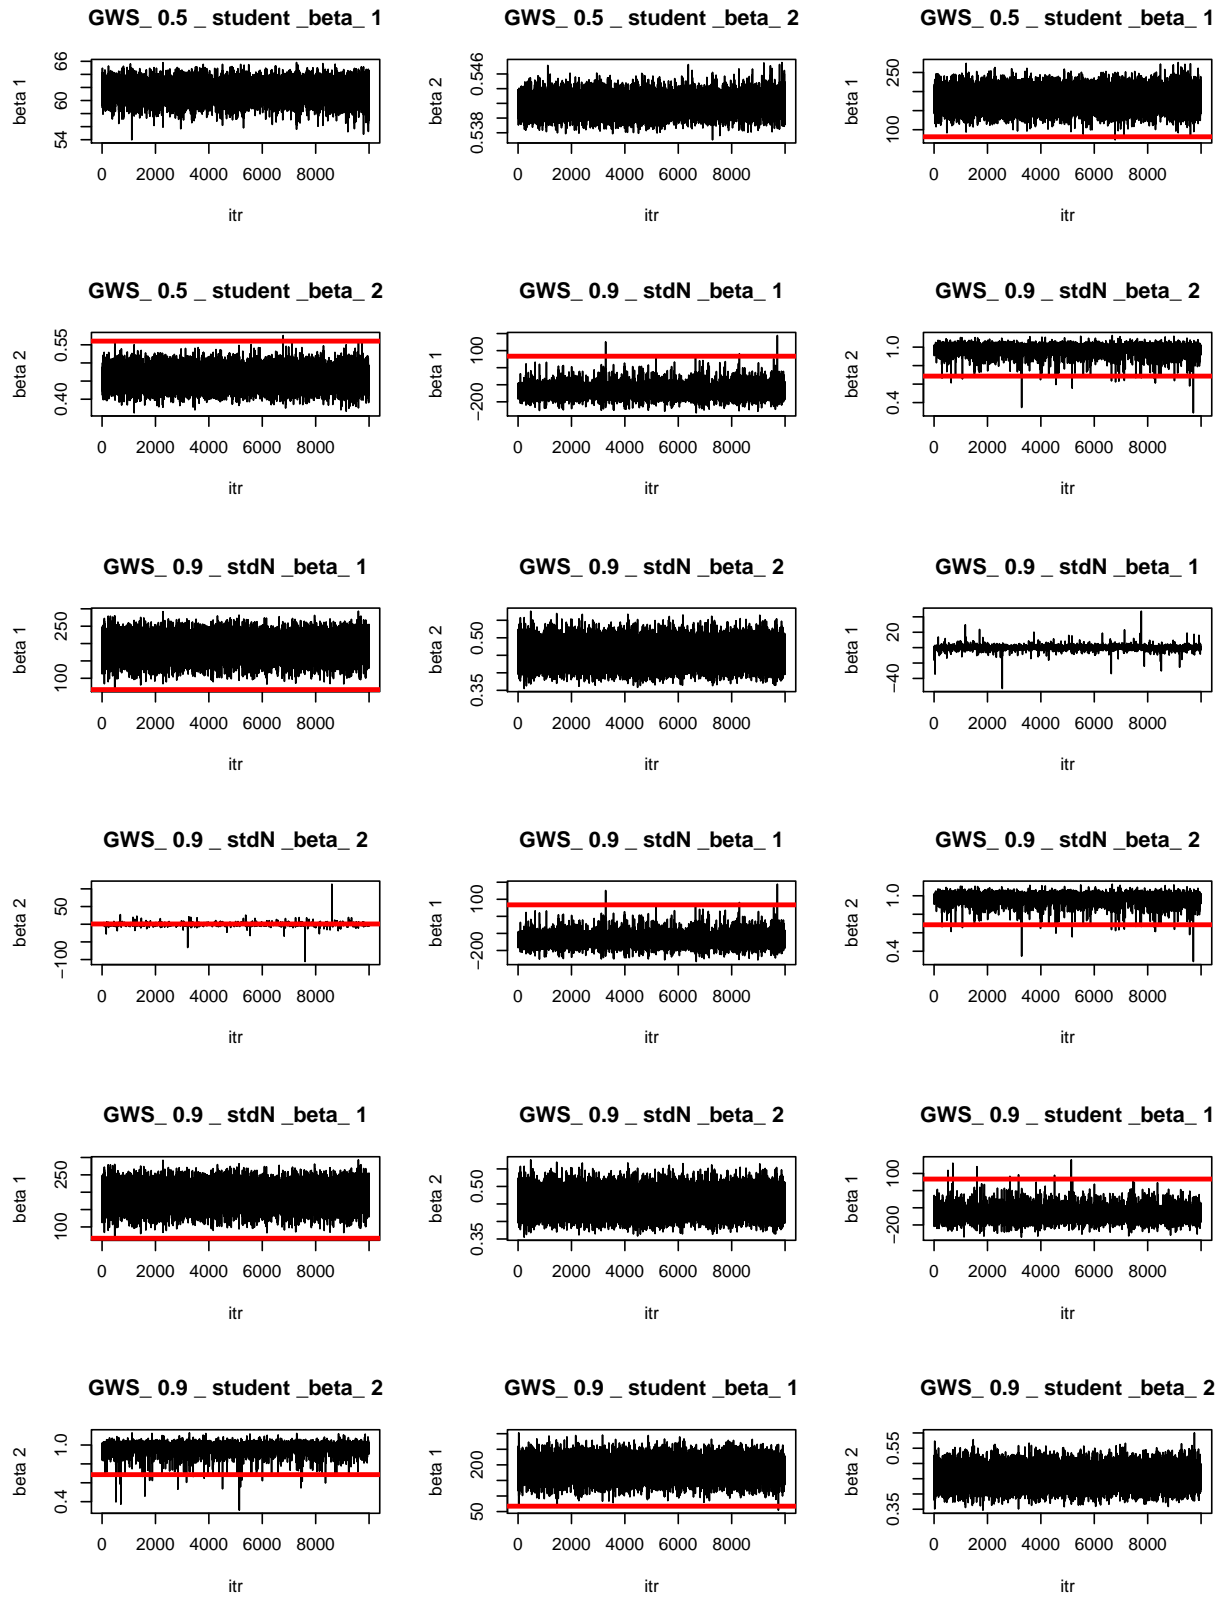 GWS_ 0.5 _ student _beta_ 1
beta 1
54 60 66
0 2000 4000 6000 8000
itr
GWS_ 0.5 _ student _beta_ 2
beta 2
0.538 0.546
0 2000 4000 6000 8000
itr
GWS_ 0.5 _ student _beta_ 1
beta 1
100 250
0 2000 4000 6000 8000
itr
GWS_ 0.5 _ student _beta_ 2
beta 2
0.40 0.55
0 2000 4000 6000 8000
itr
GWS_ 0.9 _ stdN _beta_ 1
beta 1
−200 100
0 2000 4000 6000 8000
itr
GWS_ 0.9 _ stdN _beta_ 2
beta 2
0.4 1.0
0 2000 4000 6000 8000
itr
GWS_ 0.9 _ stdN _beta_ 1
beta 1
100 250
0 2000 4000 6000 8000
itr
GWS_ 0.9 _ stdN _beta_ 2
beta 2
0.35 0.50
0 2000 4000 6000 8000
itr
GWS_ 0.9 _ stdN _beta_ 1
beta 1
−40 20
0 2000 4000 6000 8000
itr
GWS_ 0.9 _ stdN _beta_ 2
beta 2
−100 50
0 2000 4000 6000 8000
itr
GWS_ 0.9 _ stdN _beta_ 1
beta 1
−200 100
0 2000 4000 6000 8000
itr
GWS_ 0.9 _ stdN _beta_ 2
beta 2
0.4 1.0
0 2000 4000 6000 8000
itr
GWS_ 0.9 _ stdN _beta_ 1
beta 1
100 250
0 2000 4000 6000 8000
itr
GWS_ 0.9 _ stdN _beta_ 2
beta 2
0.35 0.50
0 2000 4000 6000 8000
itr
GWS_ 0.9 _ student _beta_ 1
beta 1
−200 100
0 2000 4000 6000 8000
itr
GWS_ 0.9 _ student _beta_ 2
beta 2
0.4 1.0
0 2000 4000 6000 8000
itr
GWS_ 0.9 _ student _beta_ 1
beta 1
50 200
0 2000 4000 6000 8000
itr
GWS_ 0.9 _ student _beta_ 2
beta 2
0.35 0.55
0 2000 4000 6000 8000
itr